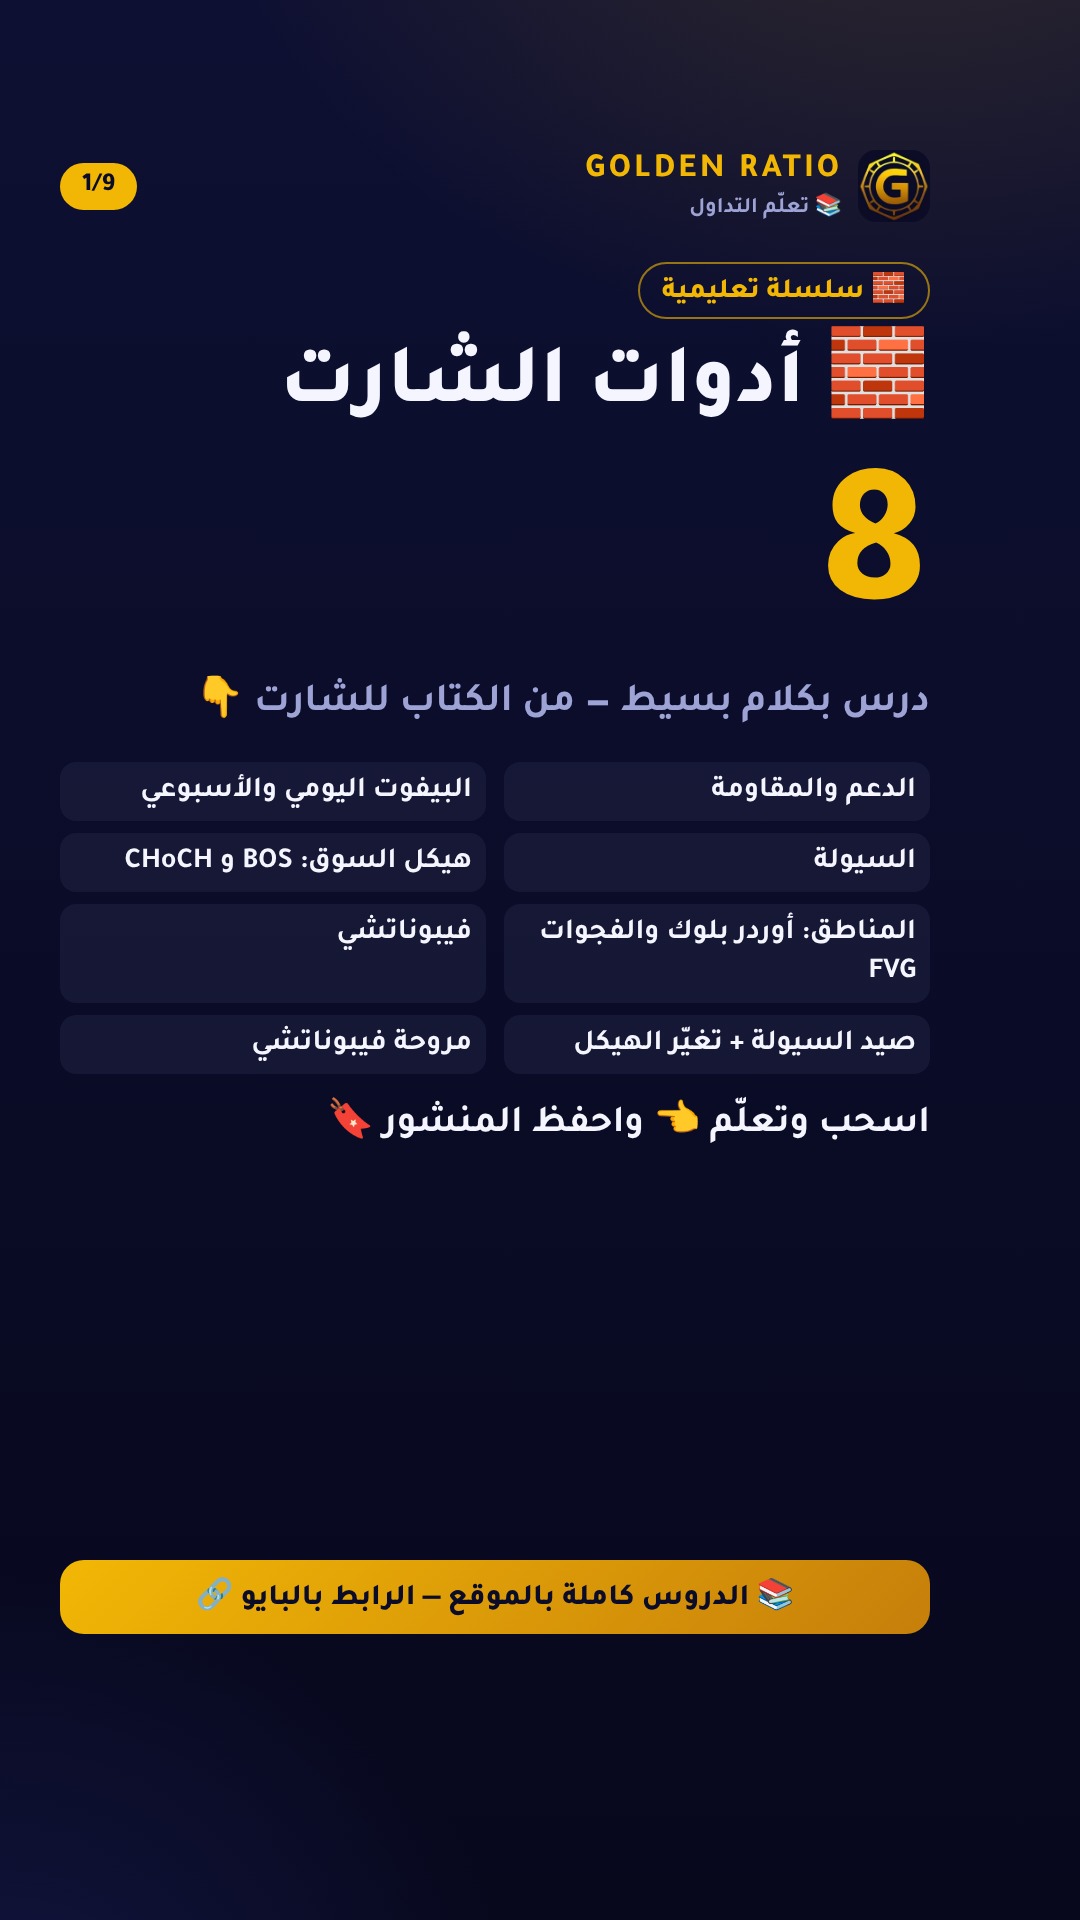 GOLDEN RATIO
📚 تعلّم التداول
1/9
🧱 سلسلة تعليمية
🧱 أدوات الشارت
8
درس بكلام بسيط — من الكتاب للشارت 👇
الدعم والمقاومة
البيفوت اليومي والأسبوعي
السيولة
هيكل السوق: BOS و CHoCH
المناطق: أوردر بلوك والفجوات
FVG
فيبوناتشي
صيد السيولة + تغيّر الهيكل
مروحة فيبوناتشي
اسحب وتعلّم 👈 واحفظ المنشور 🔖
📚 الدروس كاملة بالموقع — الرابط بالبايو 🔗